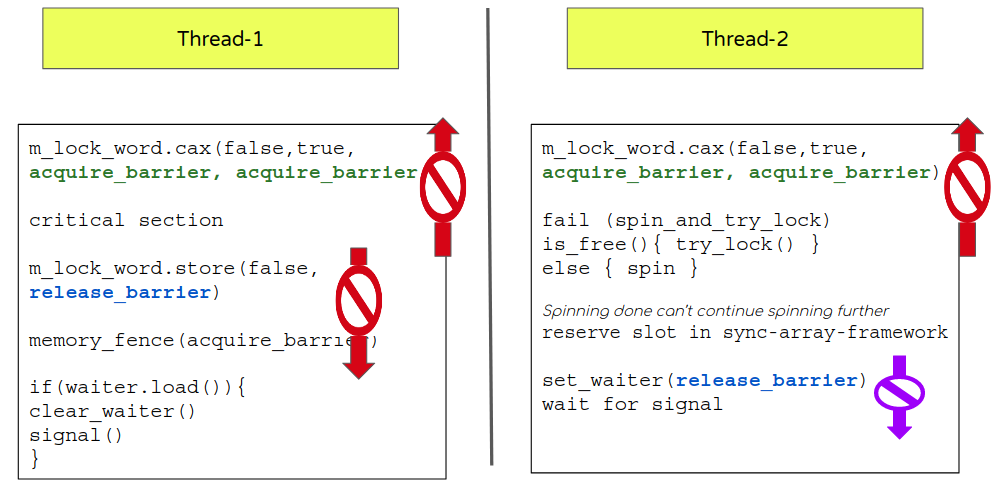 Thread-1
m_lock_word.cax(false,true,
acquire_barrier, acquire_barrier
critical section
m_lock_word.store(false,
release_barrier)
memory_fence(acquire_barrier)
if(waiter.load()){
clear_waiter()
signal()
}
Thread-2
m_lock_word.cax(false,true,
acquire_barrier, acquire_barrier)
fail (spin_and_try_lock)
is_free(){ try_lock() }
else { spin }
Spinning done can't continue spinning further
reserve slot in sync-array-framework
set_waiter(release_barrier)
wait for signal